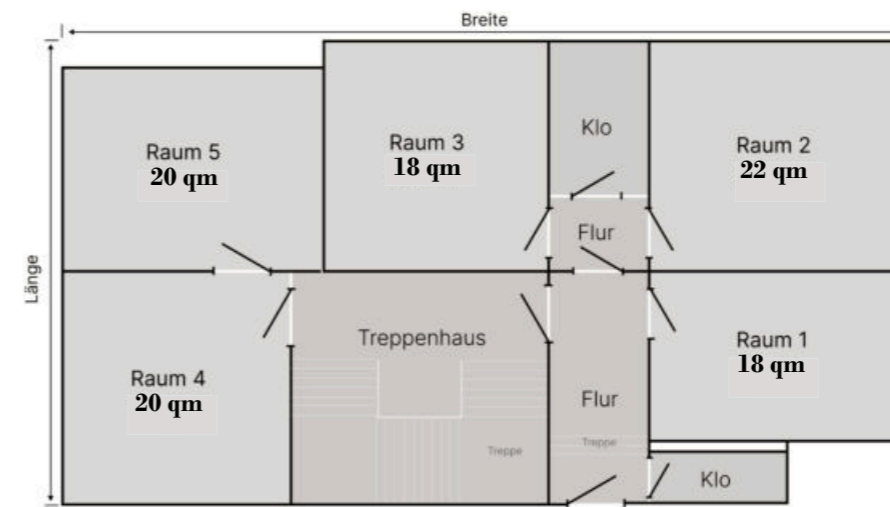 Breite
Länge
Raum 5
20 qm
Raum 3
18 qm
Klo
Raum 2
22 qm
Flur
Raum 4
20 qm
Treppenhaus
Treppe
Flur
Treppe
Raum 1
18 qm
Klo